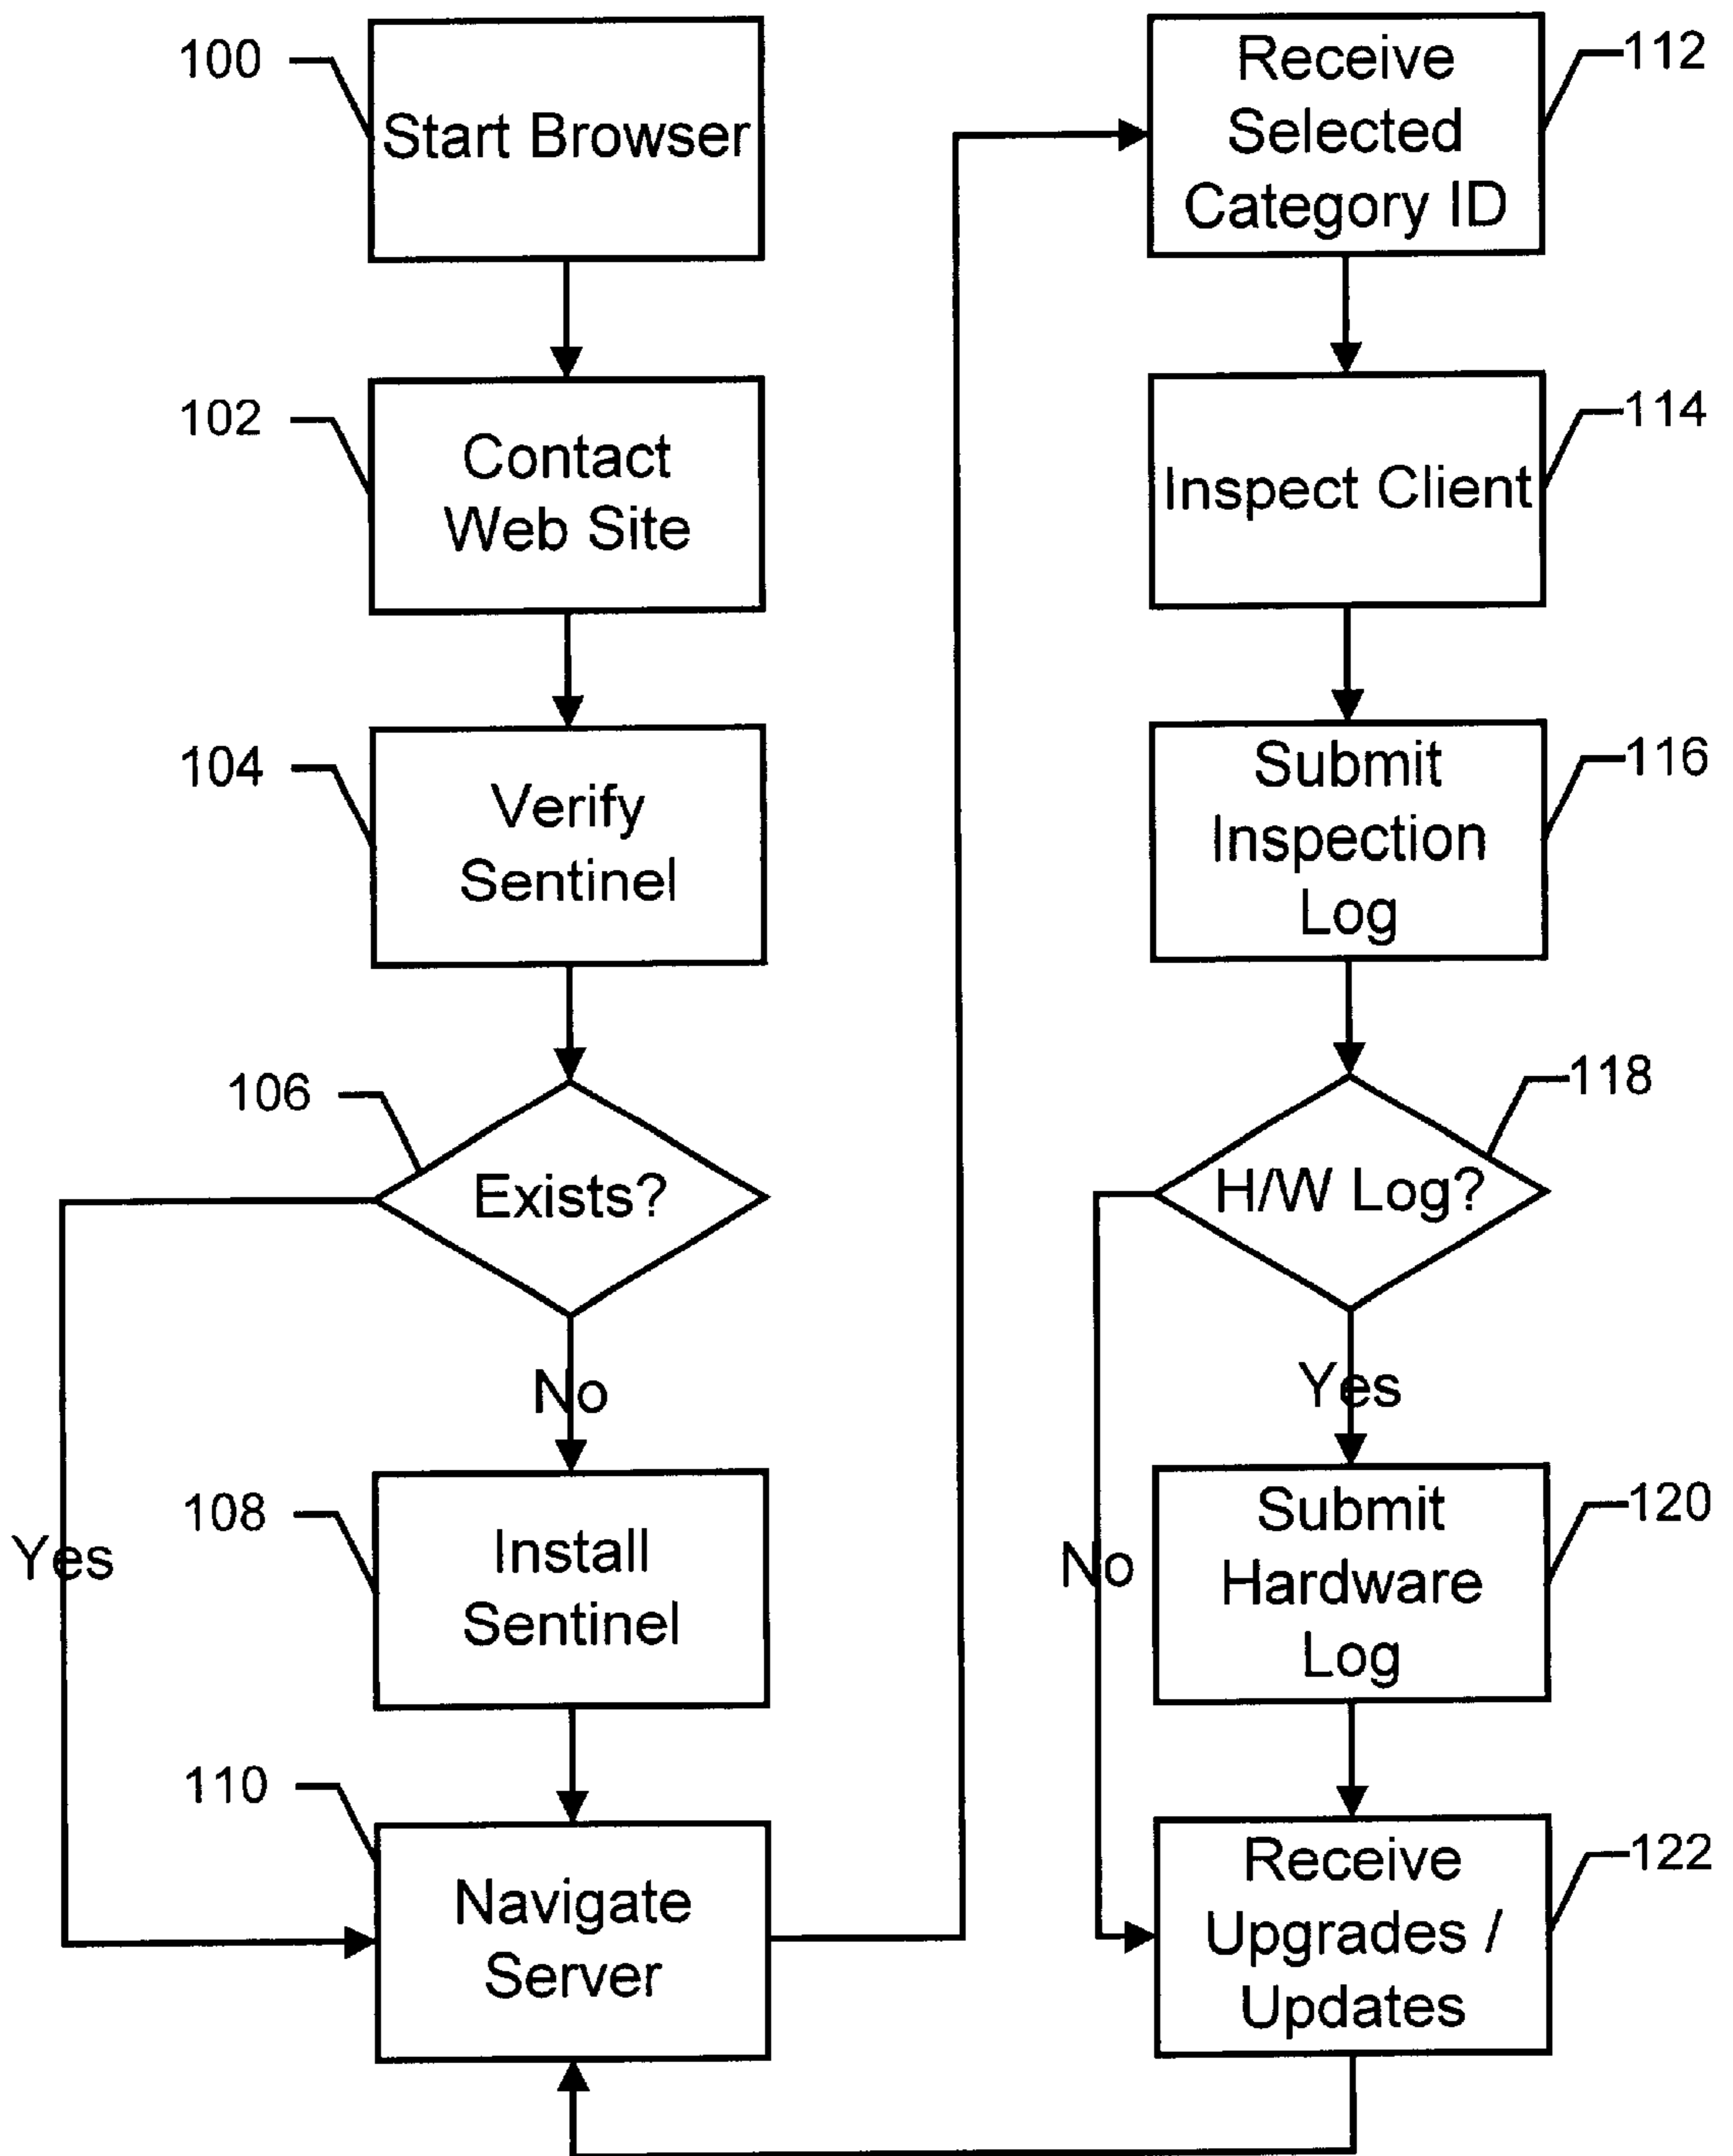 100
Start Browser
102
Contact
Web Site
104
Verify
Sentinel
106
Exists?
Yes
No
108
Install
Sentinel
110
Navigate
Server
Receive
Selected
Category ID
112
Inspect Client
114
Submit
Inspection
Log
116
H/W Log?
118
No
Yes
Submit
Hardware
Log
120
Receive
Upgrades /
Updates
122